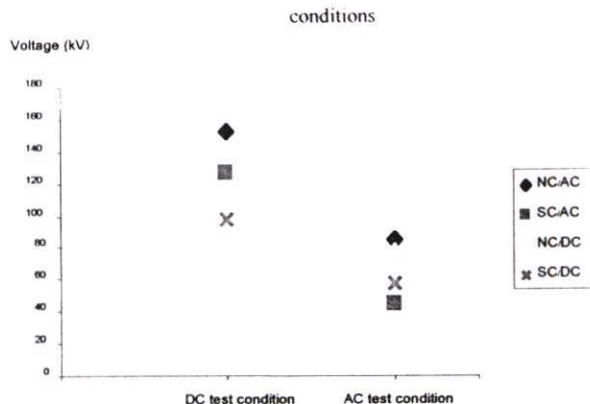 conditions
Voltage (kV)
180
160
140
120
100
80
60
40
20
0
DC test condition
AC test condition
NC/AC
SC/AC
NC/DC
SC/DC